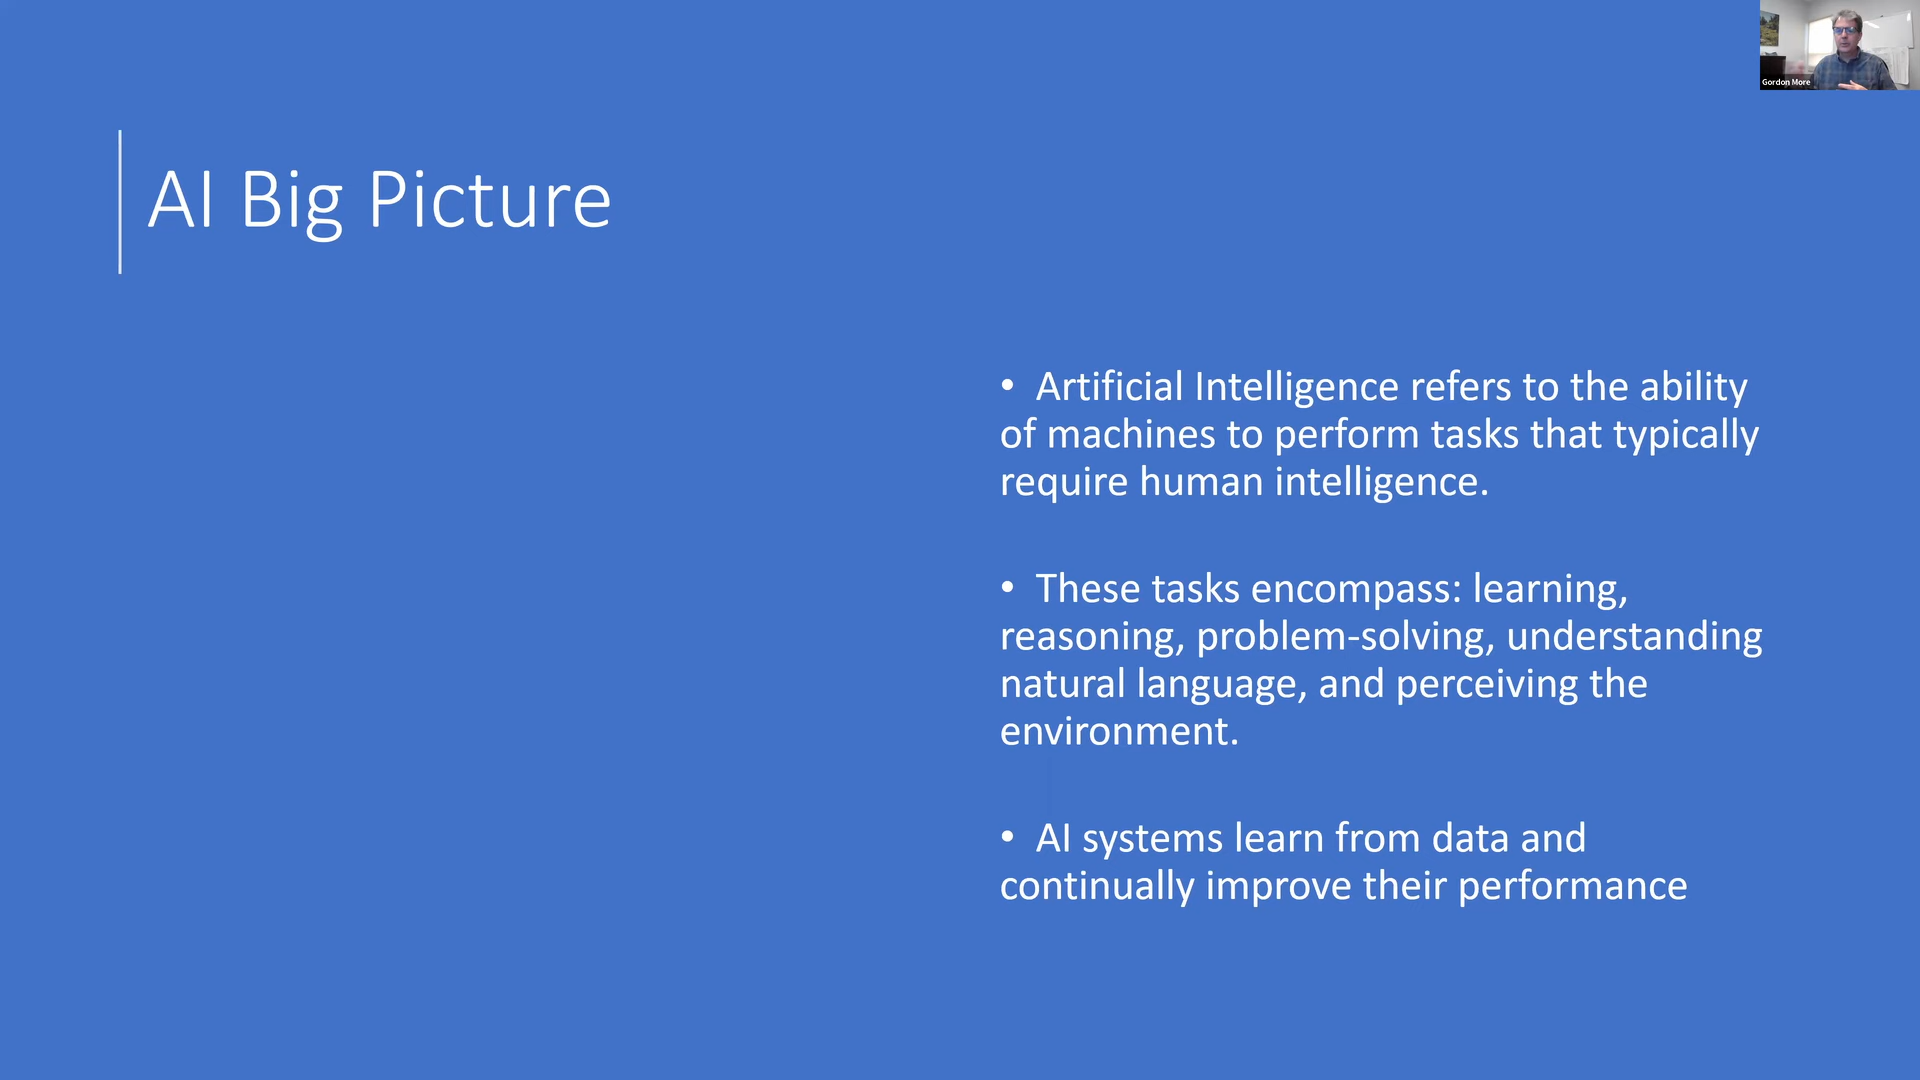 Gordon More
AI Big Picture
• Artificial Intelligence refers to the ability
of machines to perform tasks that typically
require human intelligence.
• These tasks encompass: learning,
reasoning, problem-solving, understanding
natural language, and perceiving the
environment.
• AI systems learn from data and
continually improve their performance